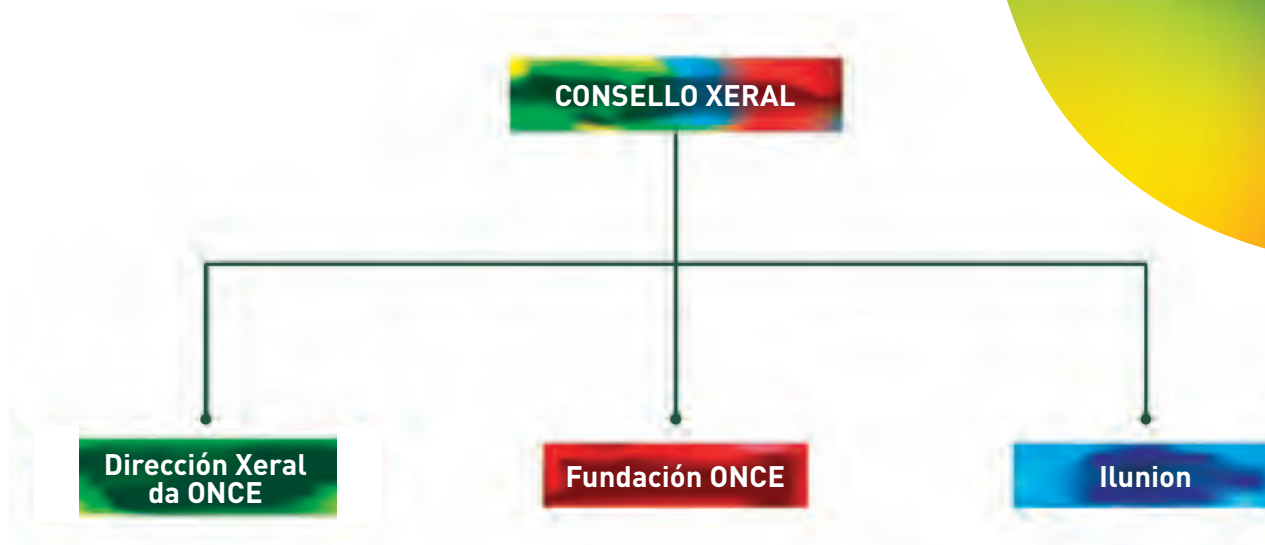 CONSELLO XERAL
Dirección Xeral
da ONCE
Fundación ONCE
Ilunion